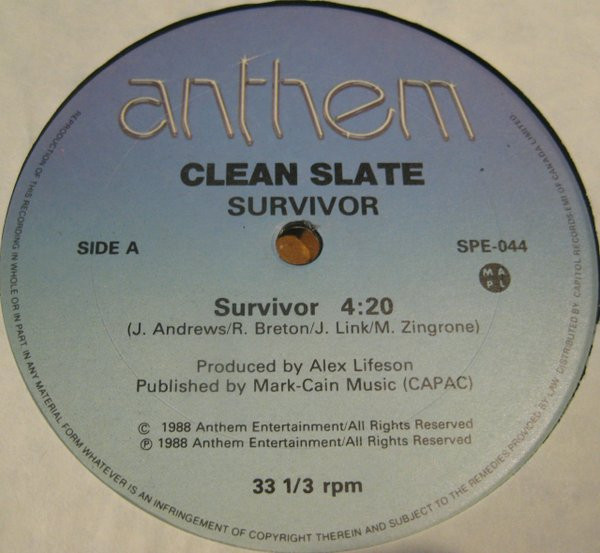 anthem
CLEAN SLATE
SURVIVOR
SIDE A
SPE-044
M A P L
Survivor 4:20
(J. Andrews/R. Breton/J. Link/M. Zingrone)
Produced by Alex Lifeson
Published by Mark-Cain Music (CAPAC)
© 1988 Anthem Entertainment/All Rights Reserved
℗ 1988 Anthem Entertainment/All Rights Reserved
33 1/3 rpm
REPRODUCTION OF THIS RECORDING IN WHOLE OR IN PART, IN ANY MATERIAL FORM WHATEVER IS AN INFRINGEMENT OF COPYRIGHT THEREIN AND SUBJECT TO THE REMEDIES PROVIDED BY LAW. DISTRIBUTED BY CAPITOL RECORDS-EMI OF CANADA LIMITED